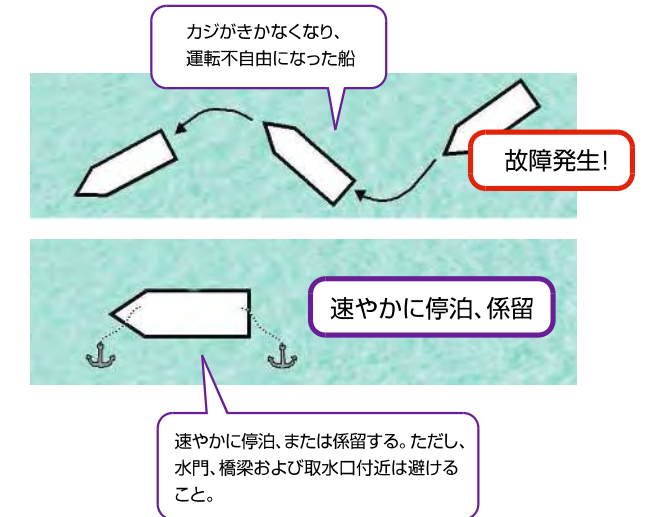 カジがきかなくなり、
運転不自由になった船
故障発生!
速やかに停泊、係留
速やかに停泊、または係留する。ただし、
水門、橋梁および取水口付近は避ける
こと。